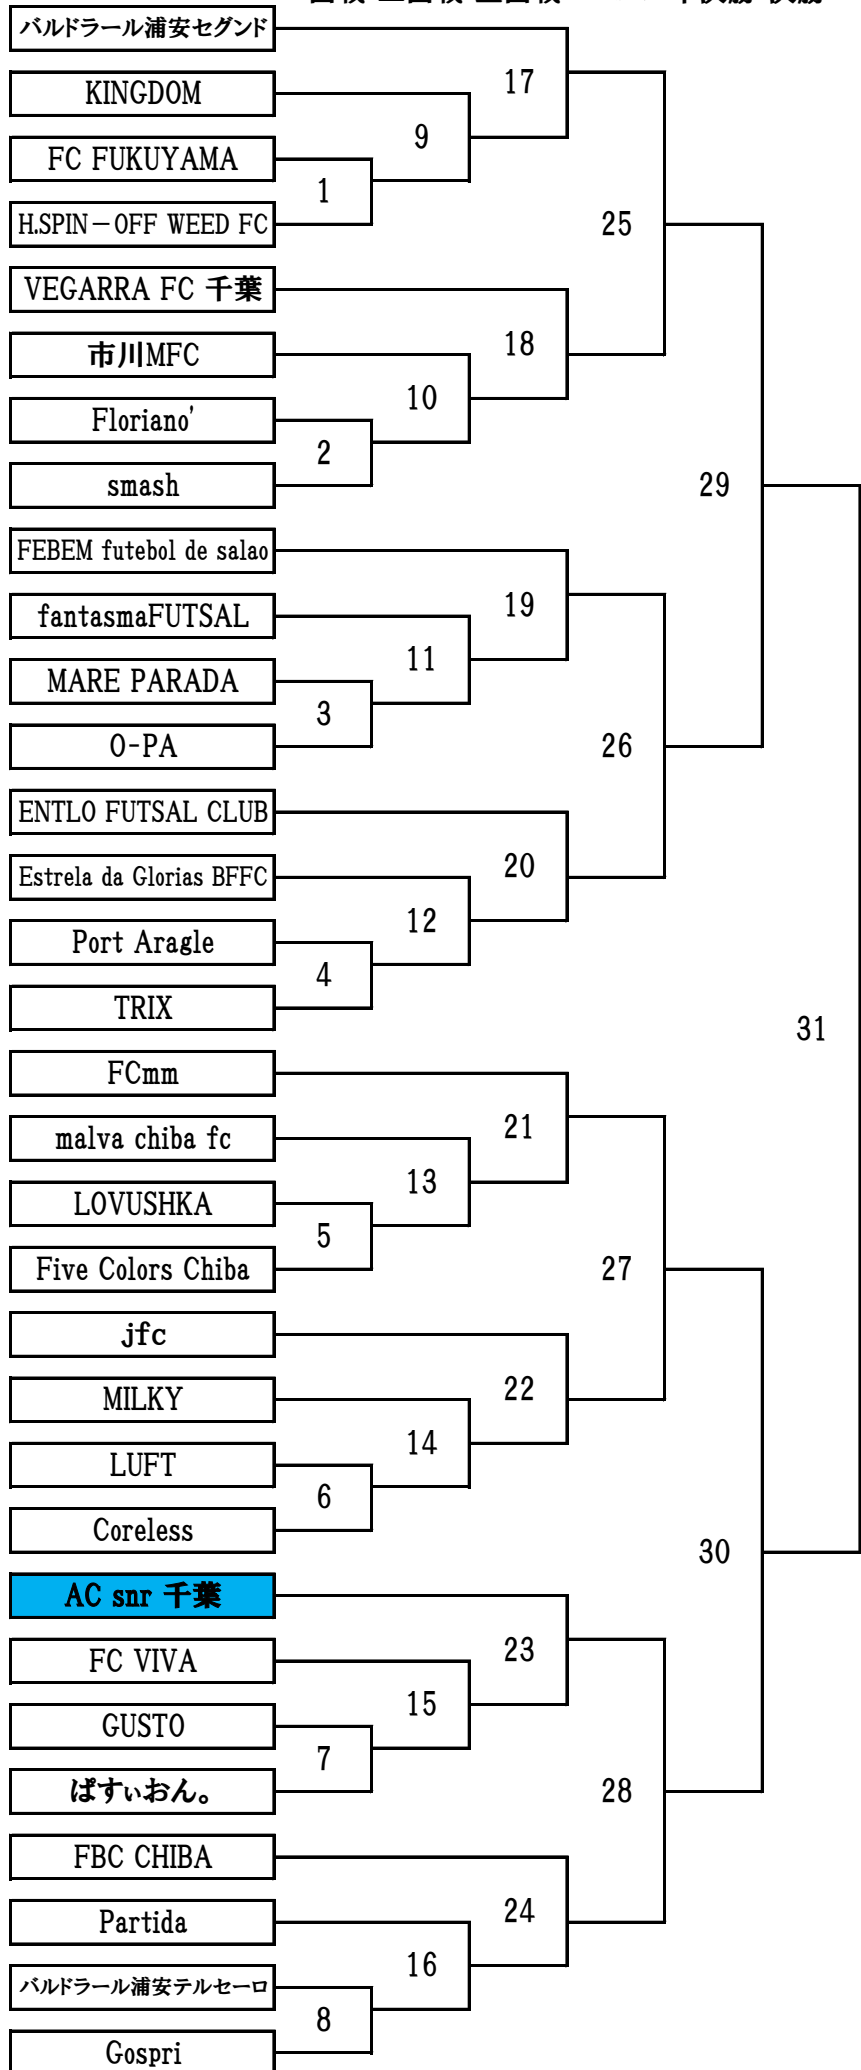 バルドラール浦安セグンド
17
KINGDOM
9
FC FUKUYAMA
1
H.SPIN－OFF WEED FC
25
VEGARRA FC 千葉
18
市川MFC
10
Floriano'
2
smash
29
FEBEM futebol de salao
19
fantasmaFUTSAL
11
MARE PARADA
3
O-PA
26
ENTLO FUTSAL CLUB
20
Estrela da Glorias BFFC
12
Port Aragle
4
TRIX
31
FCmm
21
malva chiba fc
13
LOVUSHKA
5
Five Colors Chiba
27
jfc
22
MILKY
14
LUFT
6
Coreless
30
AC snr 千葉
23
FC VIVA
15
GUSTO
7
ぱすぃおん。
28
FBC CHIBA
24
Partida
16
バルドラール浦安テルセーロ
8
Gospri